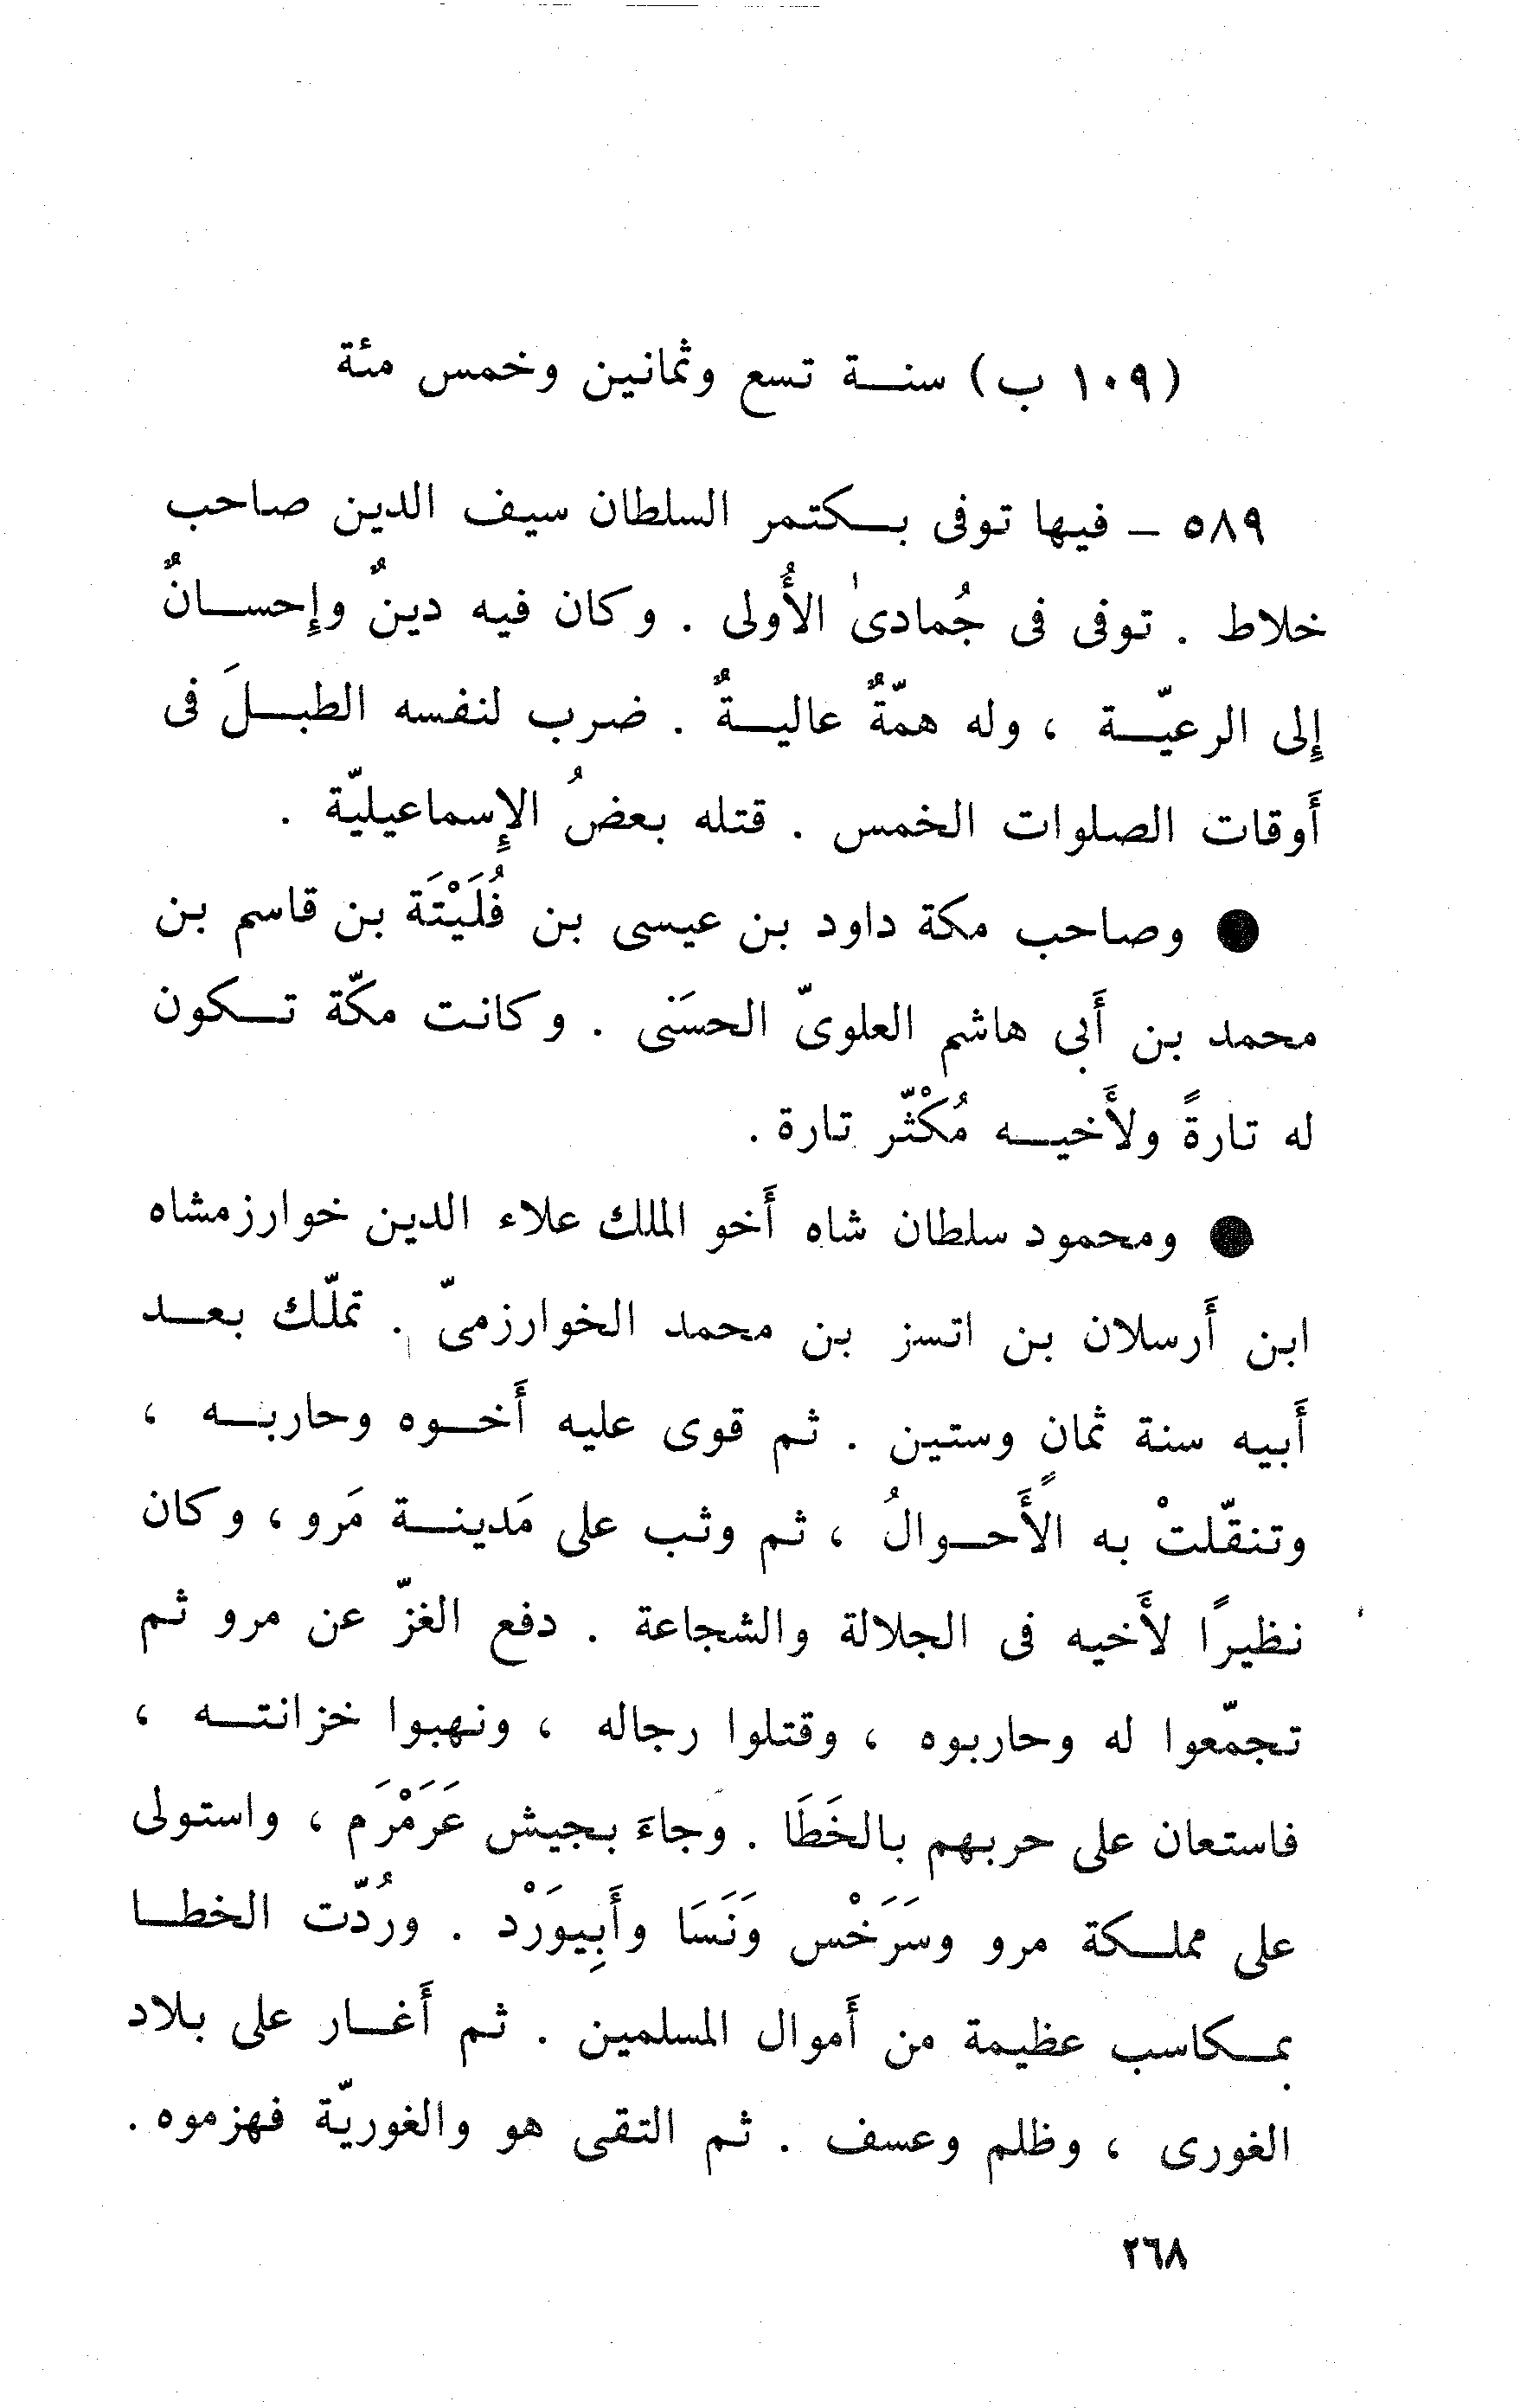 (١٠٩ ب) سنة تسع وثمانين وخمس مئة
٥٨٩ – فيها توفى بكتمر السلطان سيف الدين صاحب
خلاط . توفى فى جُمادىٰ الأُولى . وكان فيه دينٌ وإِحسانٌ
إِلى الرعيّة ، وله همّةٌ عاليةٌ . ضرب لنفسه الطبلَ فى
أَوقات الصلوات الخمس . قتله بعضُ الإِسماعيليّة .
● وصاحب مكة داود بن عيسى بن فُلَيْتَة بن قاسم بن
محمد بن أَبى هاشم العلوىّ الحسَنى . وكانت مكّة تكون
له تارةً ولأَخيه مُكْثّر تارة .
● ومحمود سلطان شاه أَخو الملك علاء الدين خوارزمشاه
ابن أَرسلان بن اتسز بن محمد الخوارزمىّ . تملّك بعد
أَبيه سنة ثمانٍ وستين . ثم قوى عليه أَخوه وحاربه ،
وتنقّلتْ به الأَحوالُ ، ثم وثب على مَدينة مَرو ، وكان
نظيرًا لأَخيه فى الجلالة والشجاعة . دفع الغزّ عن مرو ثم
تجمّعوا له وحاربوه ، وقتلوا رجاله ، ونهبوا خزانته ،
فاستعان على حربهم بالخَطَا . وجاءَ بجيش عَرَمْرَم ، واستولى
على مملكة مرو وسَرَخْس وَنَسَا وأَبِيوَرْد . ورُدّت الخطا
بمكاسب عظيمة من أَموال المسلمين . ثم أَغار على بلاد
الغورى ، وظلم وعسف . ثم التقى هو والغوريّة فهزموه .
٢٦٨